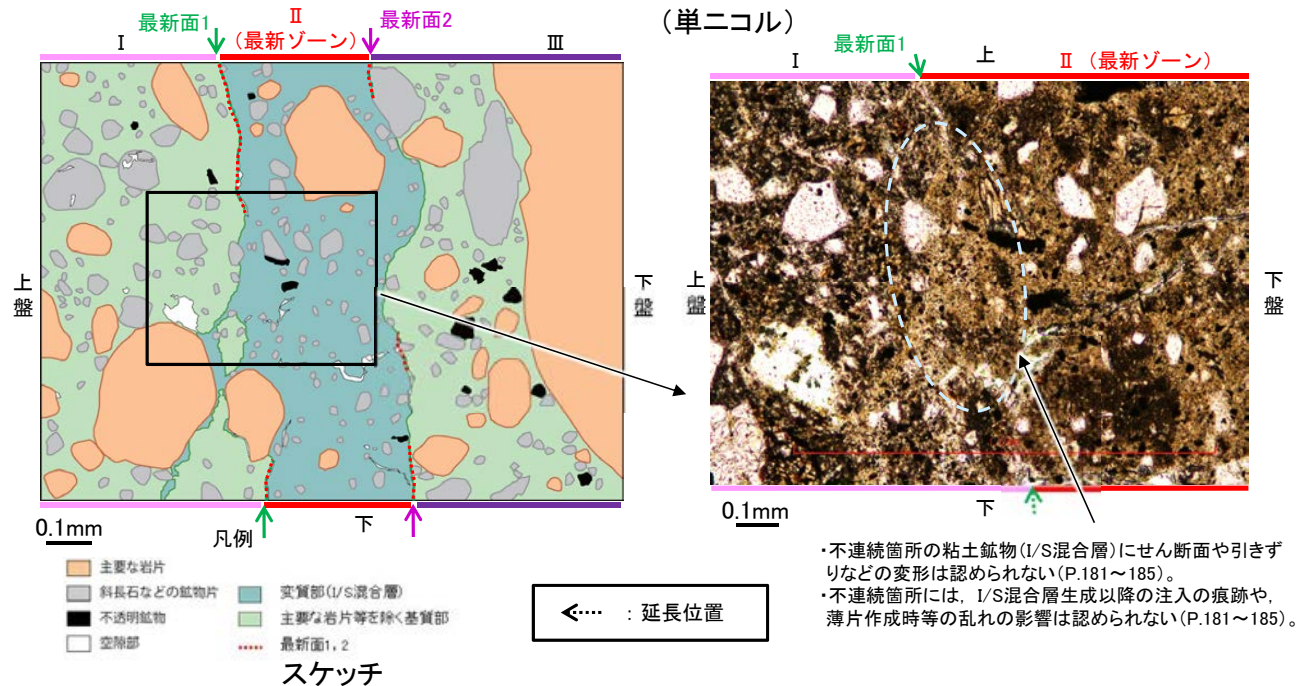 (単ニコル)
最新面1
Ⅱ
(最新ゾーン)
最新面2
Ⅰ
Ⅲ
上盤
下盤
0.1mm
下
凡例
主要な岩片
斜長石などの鉱物片
不透明鉱物
空隙部
変質部(I/S混合層)
主要な岩片等を除く基質部
最新面1，2
スケッチ
最新面1
上
Ⅰ
Ⅱ (最新ゾーン)
上盤
下盤
下
0.1mm
：延長位置
・不連続箇所の粘土鉱物(I/S混合層)にせん断面や引きず
りなどの変形は認められない(P.181～185)。
・不連続箇所には，I/S混合層生成以降の注入の痕跡や，
薄片作成時等の乱れの影響は認められない(P.181～185)。